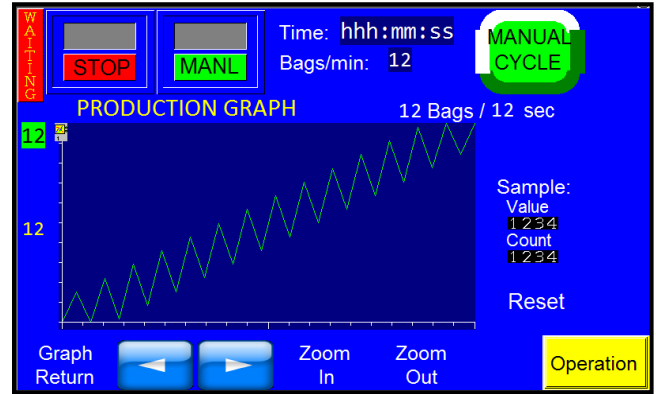 WAITING
STOP
MANL
Time: hhh:mm:ss
Bags/min: 12
MANUAL
CYCLE
PRODUCTION GRAPH
12 Bags / 12 sec
12
12
Sample:
Value
1234
Count
1234
Reset
Graph
Return
Zoom
In
Zoom
Out
Operation